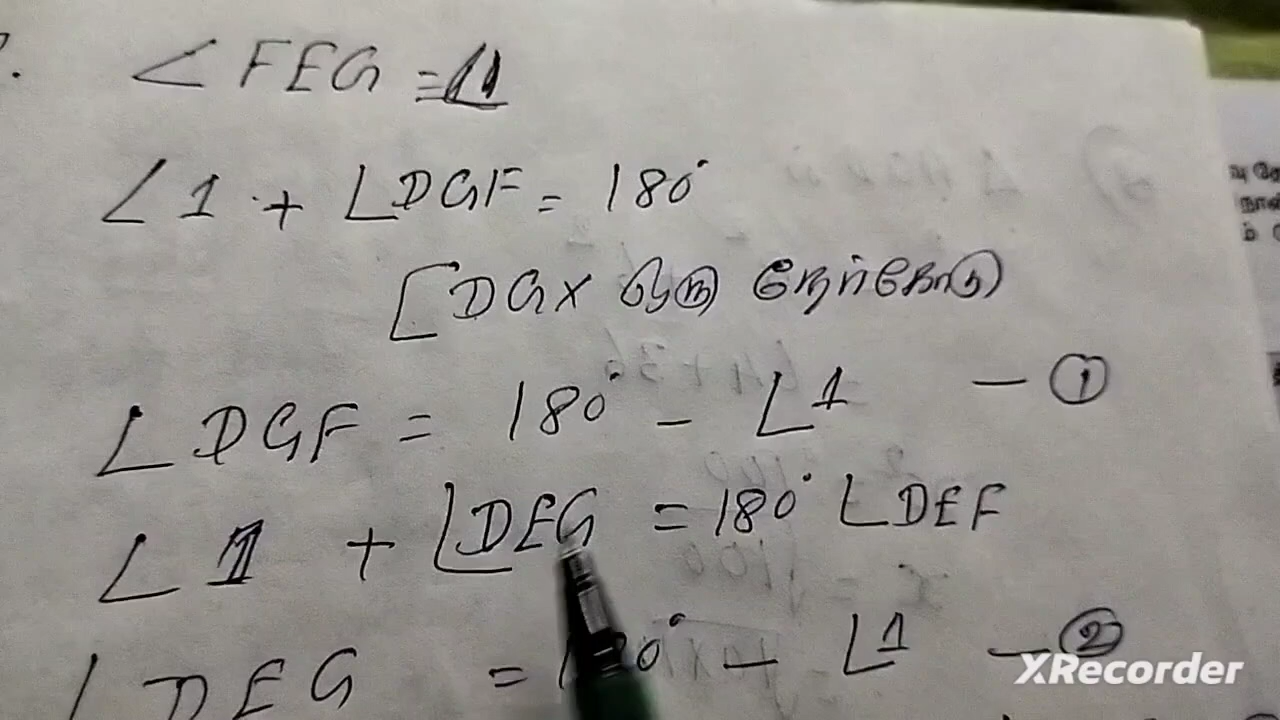 < FEG = ∠1
∠1 + ∠DGF = 180°
[DGX ஒரு நேர்கோடு)
∠DGF = 180° - ∠1 — ①
∠1 + ∠DEG = 180° ∠DEF
∠DEG = 180° - ∠1 — ②
XRecorder